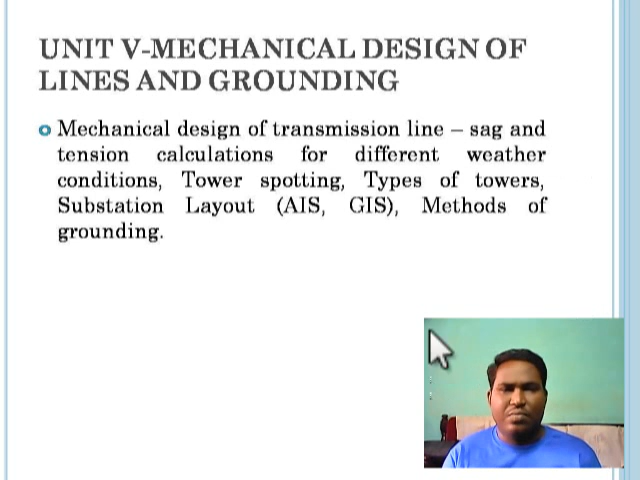 UNIT V-MECHANICAL DESIGN OF
LINES AND GROUNDING
Mechanical design of transmission line – sag and
tension calculations for different weather
conditions, Tower spotting, Types of towers,
Substation Layout (AIS, GIS), Methods of
grounding.